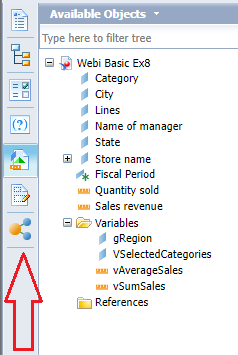 Available Objects
Type here to filter tree
Webi Basic Ex8
Category
City
Lines
Name of manager
State
Store name
Fiscal Period
Quantity sold
Sales revenue
Variables
gRegion
VSelectedCategories
vAverageSales
vSumSales
References
(?)